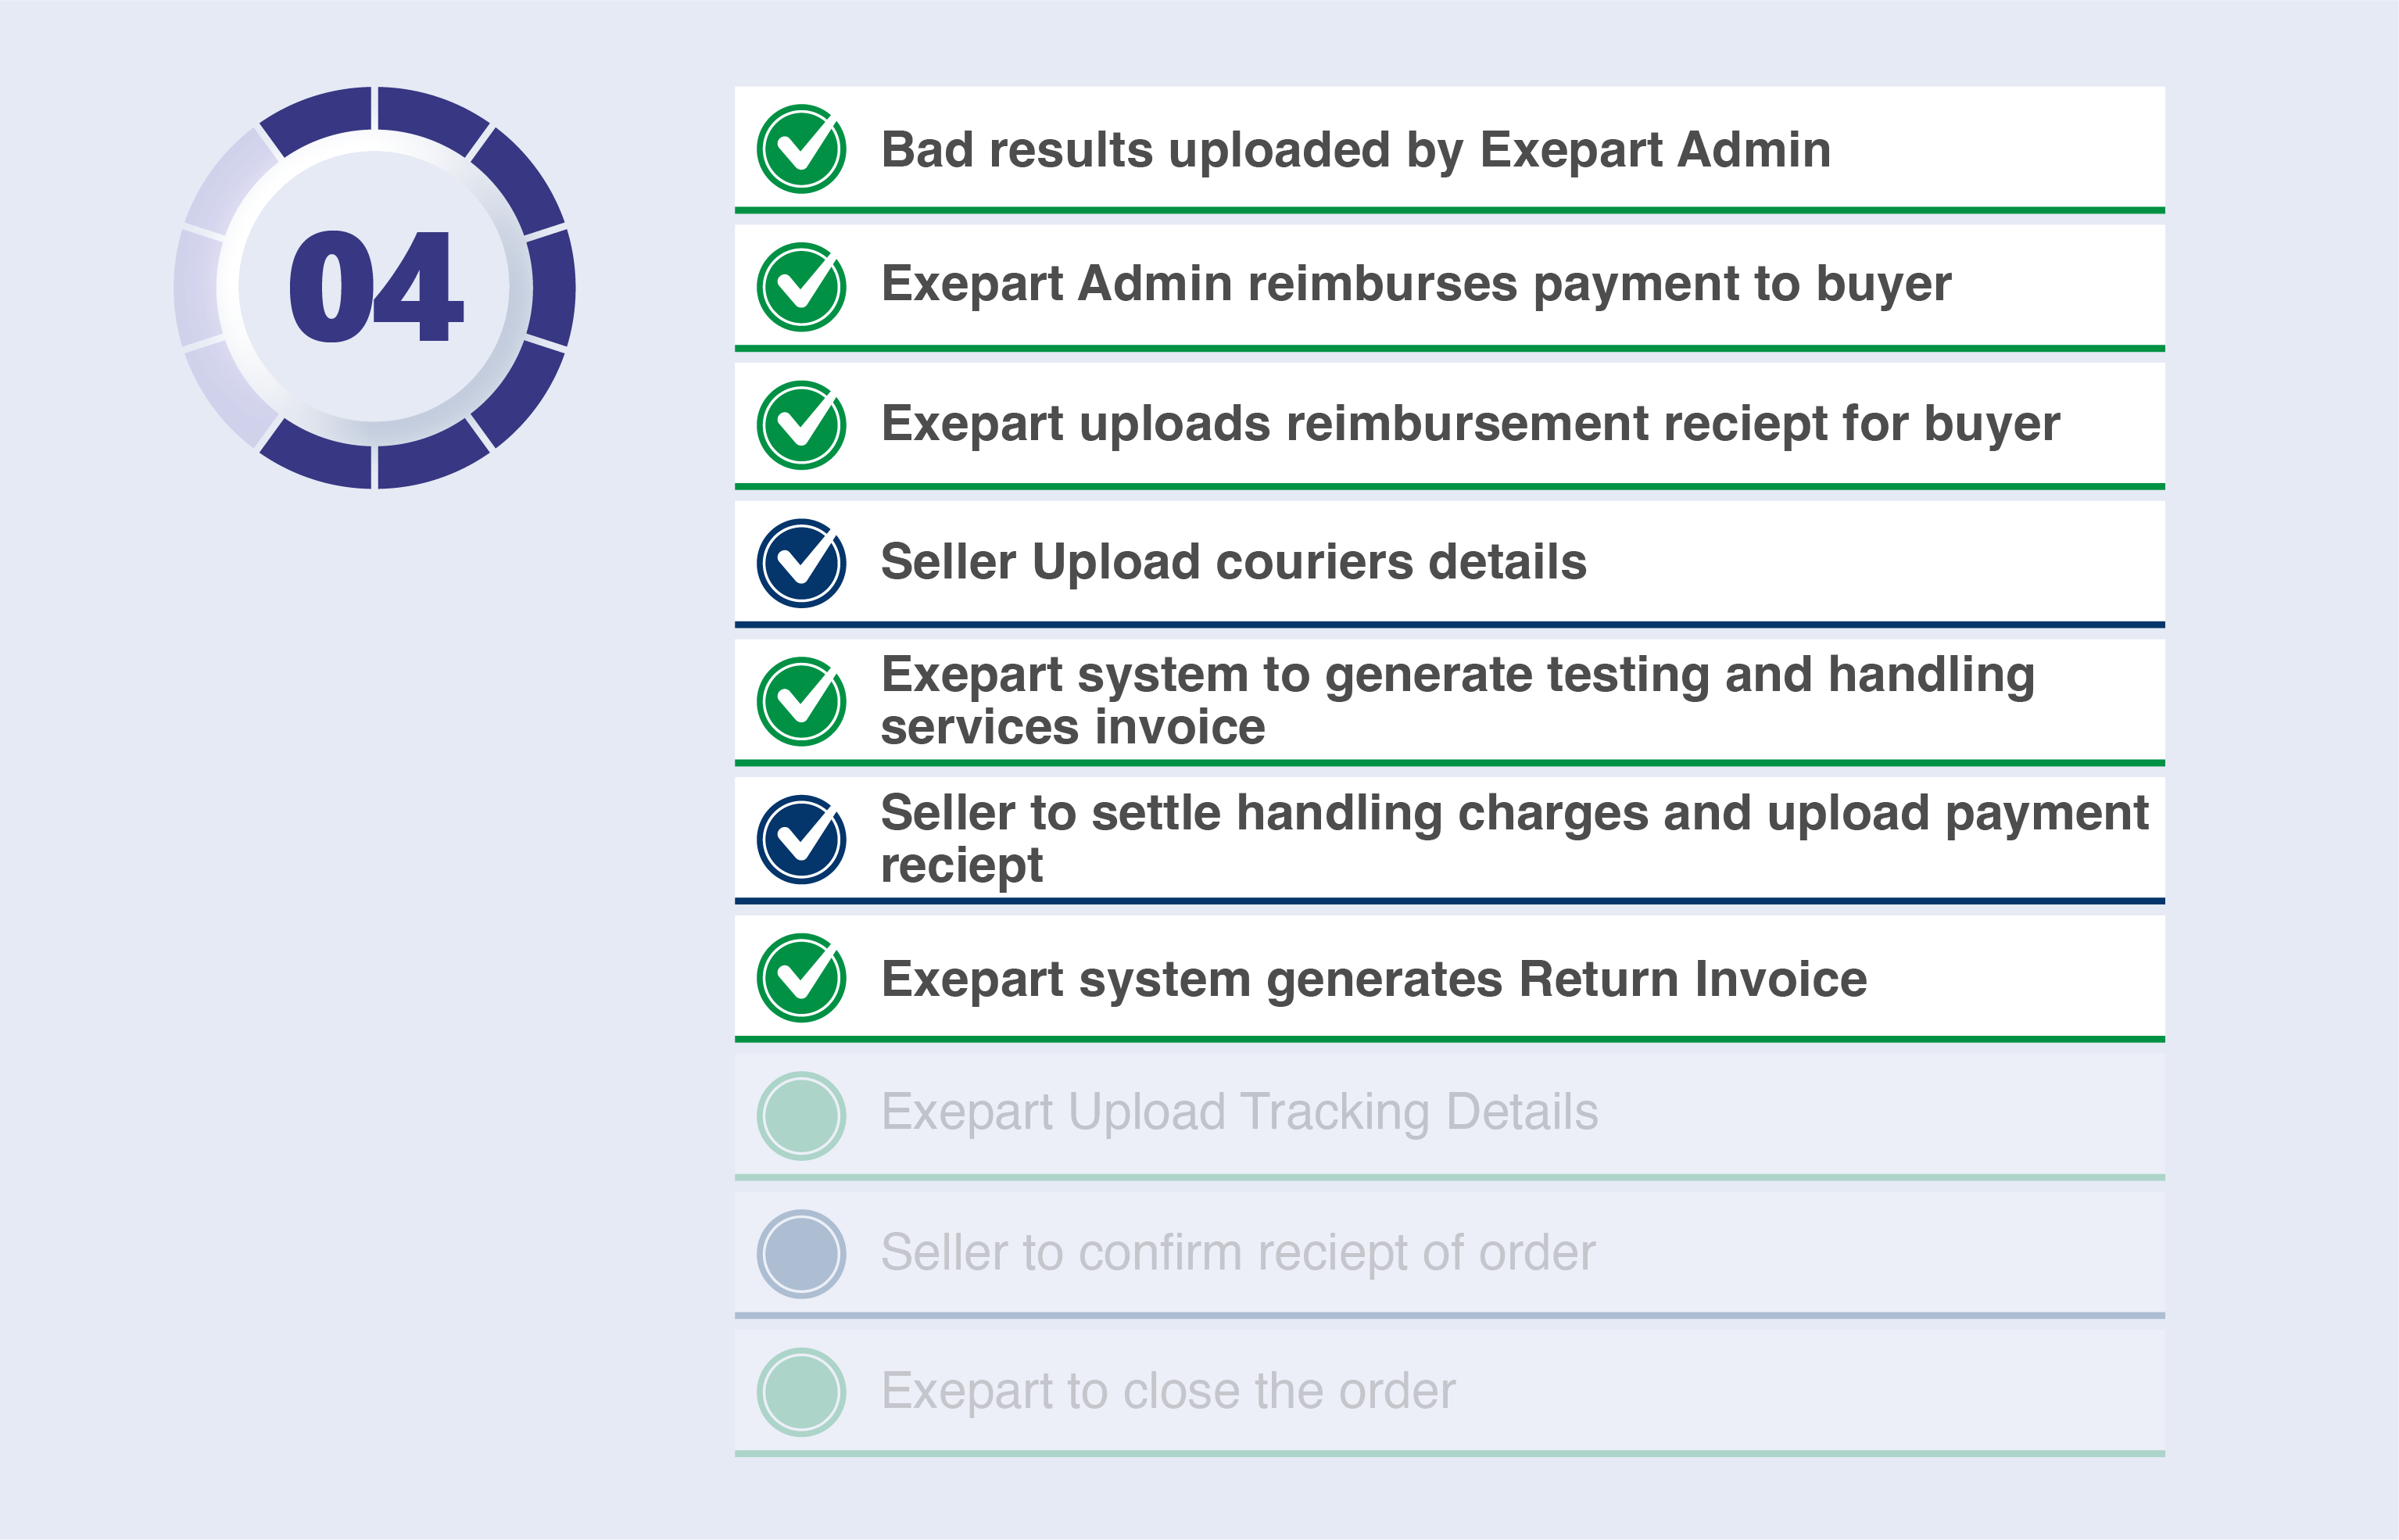 04
Bad results uploaded by Exepart Admin
Exepart Admin reimburses payment to buyer
Exepart uploads reimbursement reciept for buyer
Seller Upload couriers details
Exepart system to generate testing and handling
services invoice
Seller to settle handling charges and upload payment
reciept
Exepart system generates Return Invoice
Exepart Upload Tracking Details
Seller to confirm reciept of order
Exepart to close the order